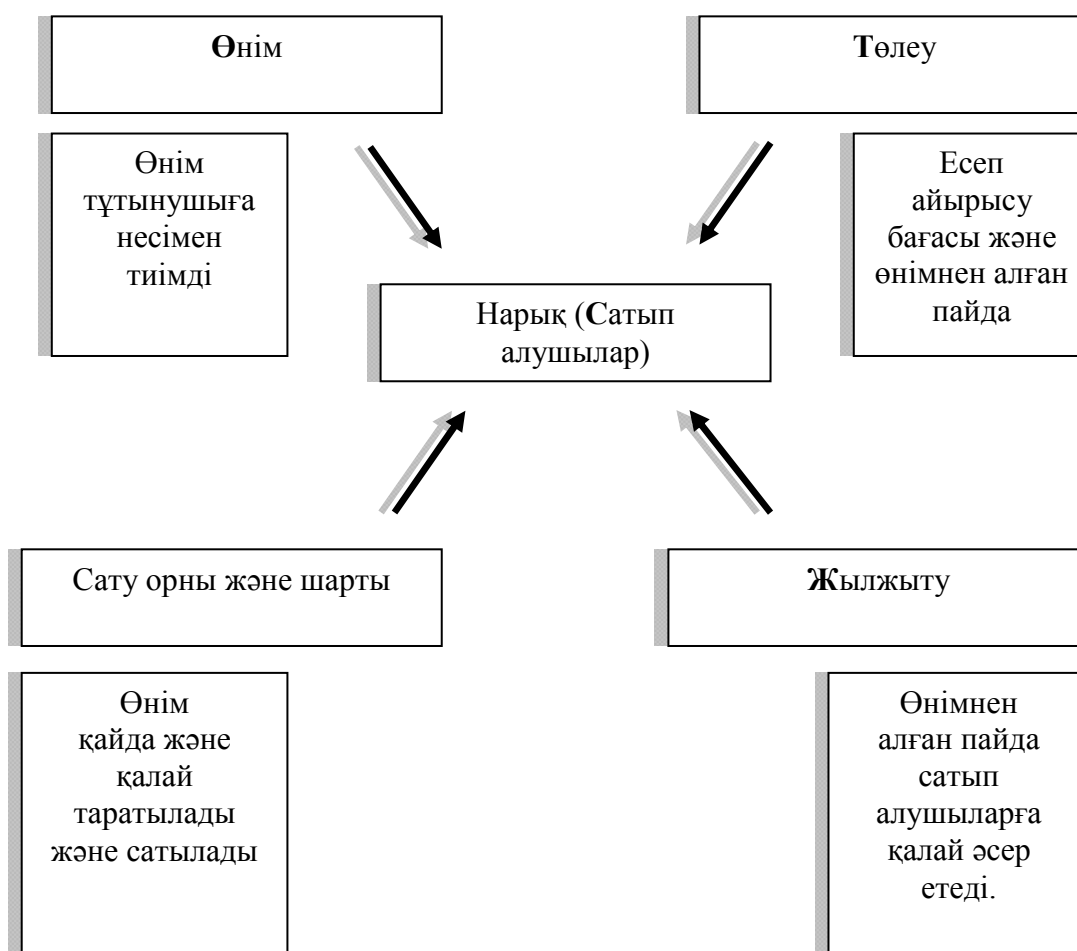 Өнім
Төлеу
Өнім
тұтынушыға
несімен
тиімді
Есеп
айырысу
бағасы және
өнімнен алған
пайда
Нарық (Сатып
алушылар)
Сату орны және шарты
Жылжыту
Өнім
қайда және
қалай
таратылады
және сатылады
Өнімнен
алған пайда
сатып
алушыларға
қалай әсер
етеді.